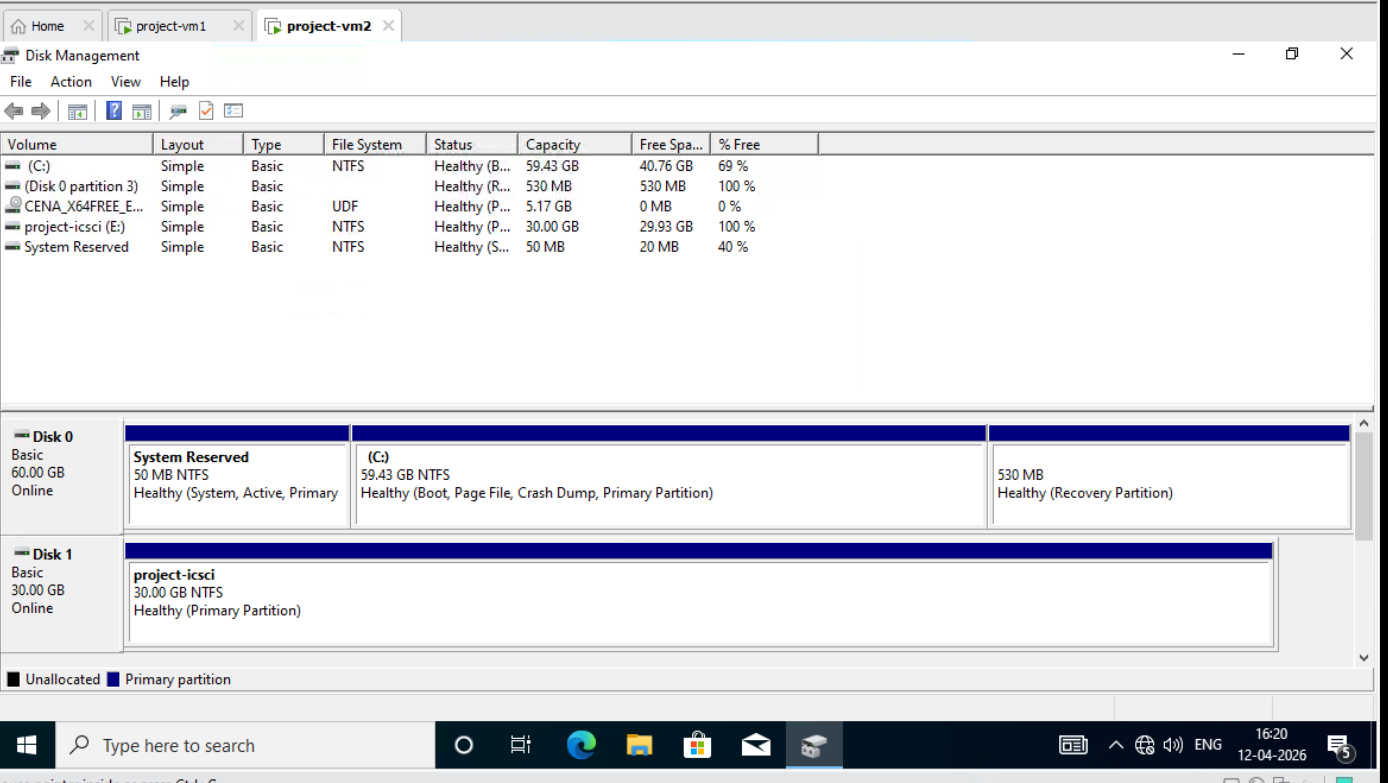 Home project-vm1 project-vm2
Disk Management
File Action View Help
Volume Layout Type File System Status Capacity Free Spa... % Free
(C:) Simple Basic NTFS Healthy (B... 59.43 GB 40.76 GB 69 %
(Disk 0 partition 3) Simple Basic Healthy (R... 530 MB 530 MB 100 %
CENA_X64FREE_E... Simple Basic UDF Healthy (P... 5.17 GB 0 MB 0 %
project-icsci (E:) Simple Basic NTFS Healthy (P... 30.00 GB 29.93 GB 100 %
System Reserved Simple Basic NTFS Healthy (S... 50 MB 20 MB 40 %
Disk 0
Basic
60.00 GB
Online
System Reserved
50 MB NTFS
Healthy (System, Active, Primary
(C:)
59.43 GB NTFS
Healthy (Boot, Page File, Crash Dump, Primary Partition)
530 MB
Healthy (Recovery Partition)
Disk 1
Basic
30.00 GB
Online
project-icsci
30.00 GB NTFS
Healthy (Primary Partition)
Unallocated Primary partition
Type here to search
ENG
16:20
12-04-2026
5